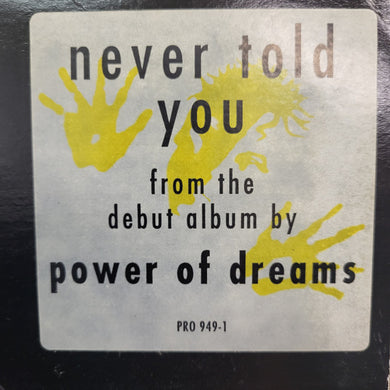 never told
you
from the
debut album by
power of dreams
PRO 949-1